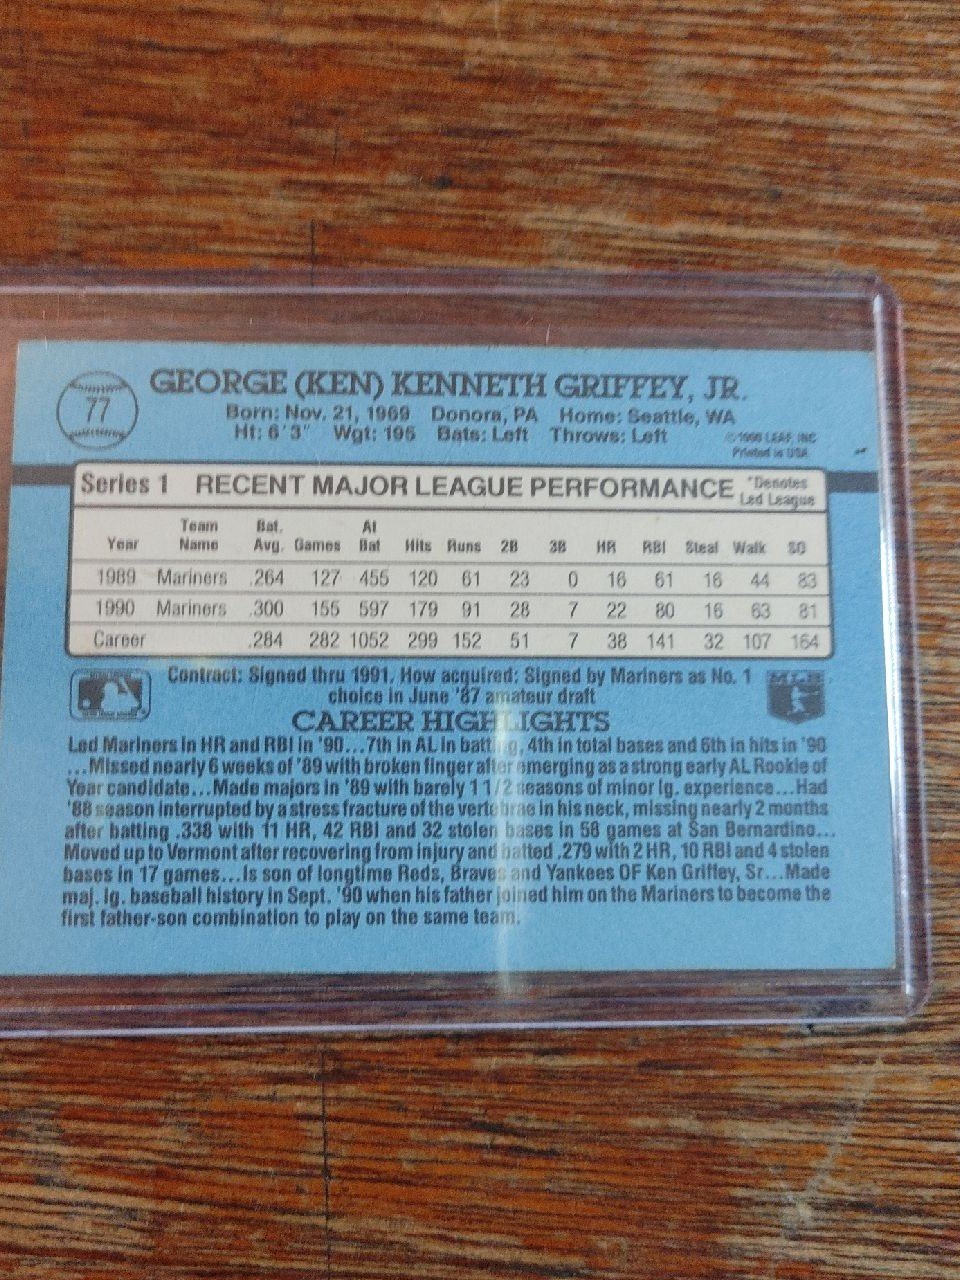 77
GEORGE (KEN) KENNETH GRIFFEY, JR.
Born: Nov. 21, 1969 Donora, PA Home: Seattle, WA
Ht: 6'3" Wgt: 195 Bats: Left Throws: Left
© 1990 LEAF, INC
Printed in USA
Series 1 RECENT MAJOR LEAGUE PERFORMANCE *Denotes Led League
Year Team Name Bat. Avg. Games At Bat Hits Runs 2B 3B HR RBI Steal Walk SO
1989 Mariners .264 127 455 120 61 23 0 16 61 16 44 83
1990 Mariners .300 155 597 179 91 28 7 22 80 16 63 81
Career .284 282 1052 299 152 51 7 38 141 32 107 164
Contract: Signed thru 1991. How acquired: Signed by Mariners as No. 1
choice in June '87 amateur draft
MLB
CAREER HIGHLIGHTS
Led Mariners in HR and RBI in '90...7th in AL in batting, 4th in total bases and 6th in hits in '90
...Missed nearly 6 weeks of '89 with broken finger after emerging as a strong early AL Rookie of
Year candidate...Made majors in '89 with barely 1 1/2 seasons of minor lg. experience...Had
'88 season interrupted by a stress fracture of the vertebrae in his neck, missing nearly 2 months
after batting .338 with 11 HR, 42 RBI and 32 stolen bases in 58 games at San Bernardino...
Moved up to Vermont after recovering from injury and batted .279 with 2 HR, 10 RBI and 4 stolen
bases in 17 games...Is son of longtime Reds, Braves and Yankees OF Ken Griffey, Sr...Made
maj. lg. baseball history in Sept. '90 when his father joined him on the Mariners to become the
first father-son combination to play on the same team.